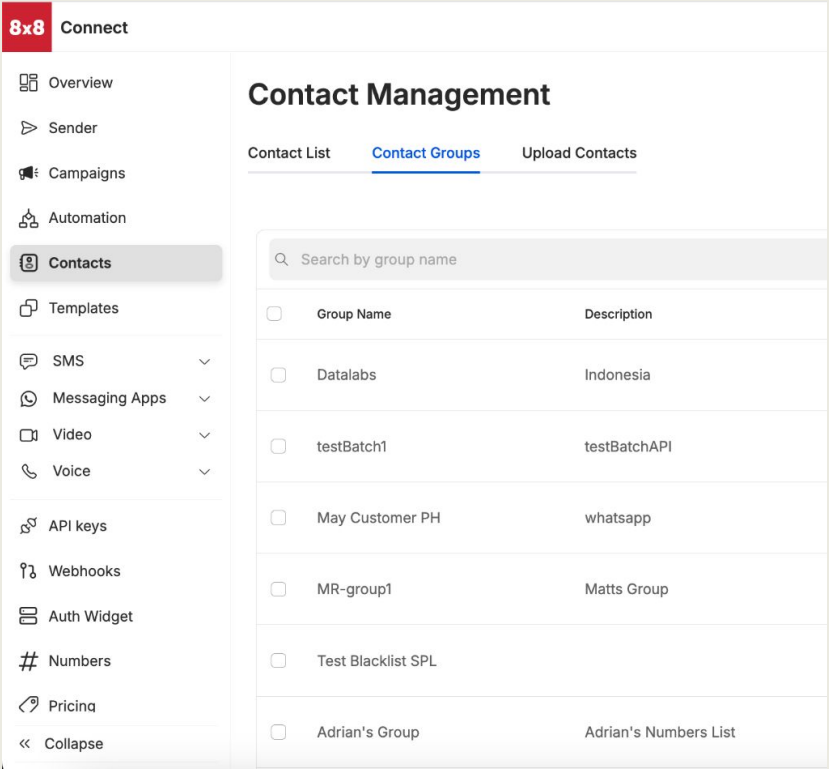 8x8 Connect
Overview
Sender
Campaigns
Automation
Contacts
Templates
SMS
Messaging Apps
Video
Voice
API keys
Webhooks
Auth Widget
Numbers
Pricing
Collapse
Contact Management
Contact List Contact Groups Upload Contacts
Search by group name
Group Name Description
Datalabs Indonesia
testBatch1 testBatchAPI
May Customer PH whatsapp
MR-group1 Matts Group
Test Blacklist SPL
Adrian's Group Adrian's Numbers List